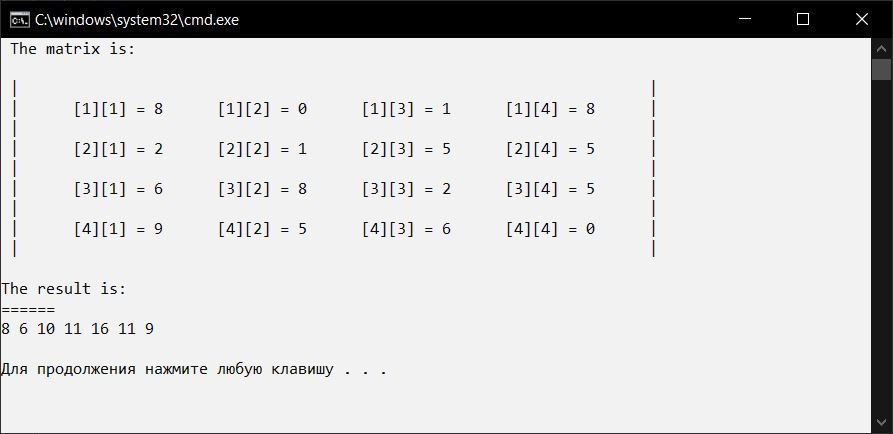 C:\windows\system32\cmd.exe
The matrix is:
| |
| [1][1] = 8 [1][2] = 0 [1][3] = 1 [1][4] = 8 |
| |
| [2][1] = 2 [2][2] = 1 [2][3] = 5 [2][4] = 5 |
| |
| [3][1] = 6 [3][2] = 8 [3][3] = 2 [3][4] = 5 |
| |
| [4][1] = 9 [4][2] = 5 [4][3] = 6 [4][4] = 0 |
| |
The result is:
======
8 6 10 11 16 11 9
Для продолжения нажмите любую клавишу . . .